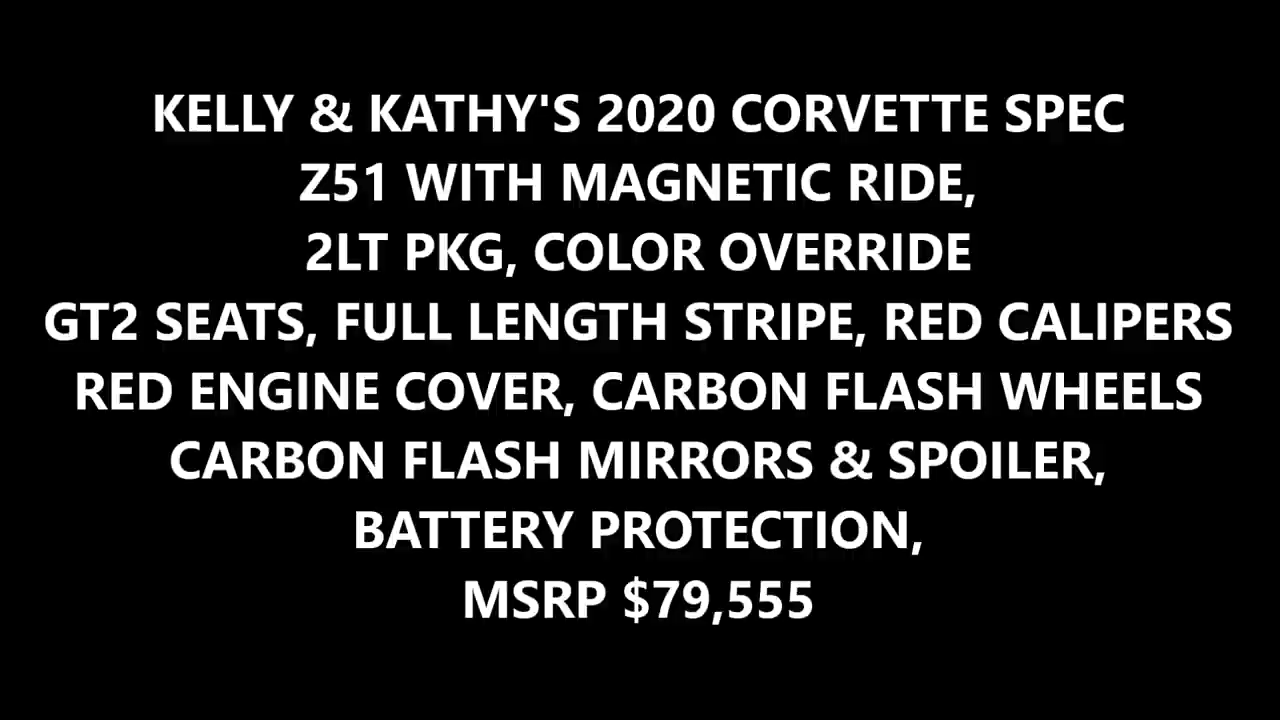 KELLY & KATHY'S 2020 CORVETTE SPEC
Z51 WITH MAGNETIC RIDE,
2LT PKG, COLOR OVERRIDE
GT2 SEATS, FULL LENGTH STRIPE, RED CALIPERS
RED ENGINE COVER, CARBON FLASH WHEELS
CARBON FLASH MIRRORS & SPOILER,
BATTERY PROTECTION,
MSRP $79,555